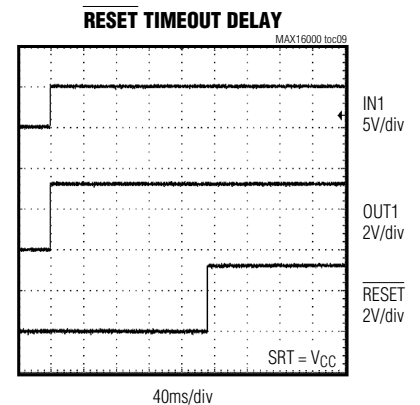 RESET TIMEOUT DELAY
MAX16000 toc09
IN1
5V/div
OUT1
2V/div
RESET
2V/div
SRT = VCC
40ms/div